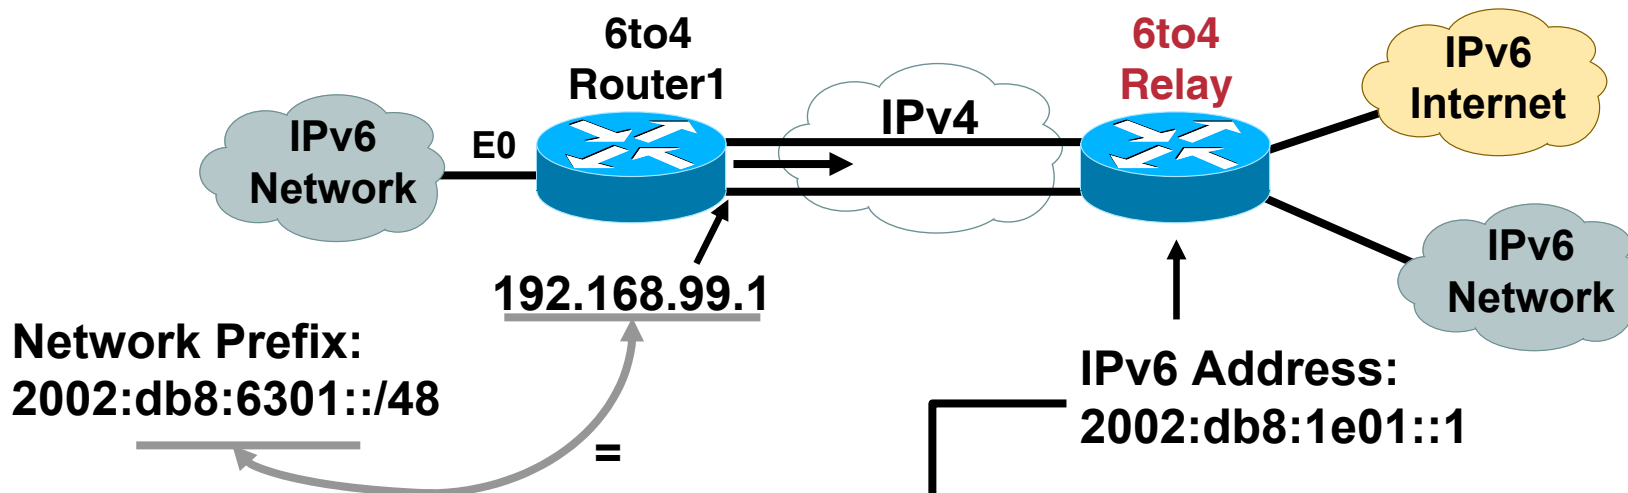 6to4
Router1
6to4
Relay
IPv6
Internet
IPv4
IPv6
Network
E0
IPv6
Network
192.168.99.1
Network Prefix:
2002:db8:6301::/48
=
IPv6 Address:
2002:db8:1e01::1